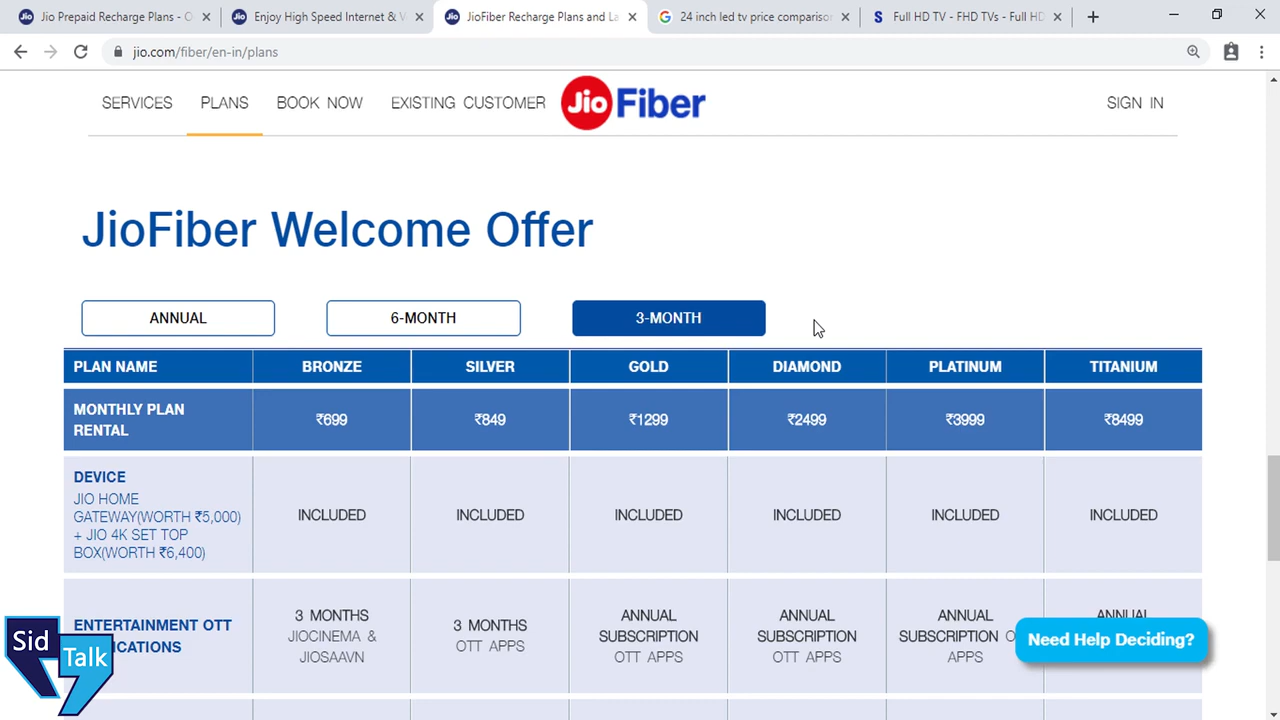 Jio Prepaid Recharge Plans - O
Enjoy High Speed Internet &
JioFiber Recharge Plans and La
24 inch led tv price comparison
Full HD TV - FHD TVs - Full HD
jio.com/fiber/en-in/plans
SERVICES PLANS BOOK NOW EXISTING CUSTOMER Jio Fiber SIGN IN
JioFiber Welcome Offer
ANNUAL 6-MONTH 3-MONTH
PLAN NAME BRONZE SILVER GOLD DIAMOND PLATINUM TITANIUM
MONTHLY PLAN
RENTAL
₹699 ₹849 ₹1299 ₹2499 ₹3999 ₹8499
DEVICE
JIO HOME
GATEWAY(WORTH ₹5,000)
+ JIO 4K SET TOP
BOX(WORTH ₹6,400)
INCLUDED INCLUDED INCLUDED INCLUDED INCLUDED INCLUDED
ENTERTAINMENT OTT
ICATIONS
3 MONTHS
JIOCINEMA &
JIOSAAVN
3 MONTHS
OTT APPS
ANNUAL
SUBSCRIPTION
OTT APPS
ANNUAL
SUBSCRIPTION
OTT APPS
ANNUAL
SUBSCRIPTION O
APPS
ANNUAL
Need Help Deciding?
Sid
Talk